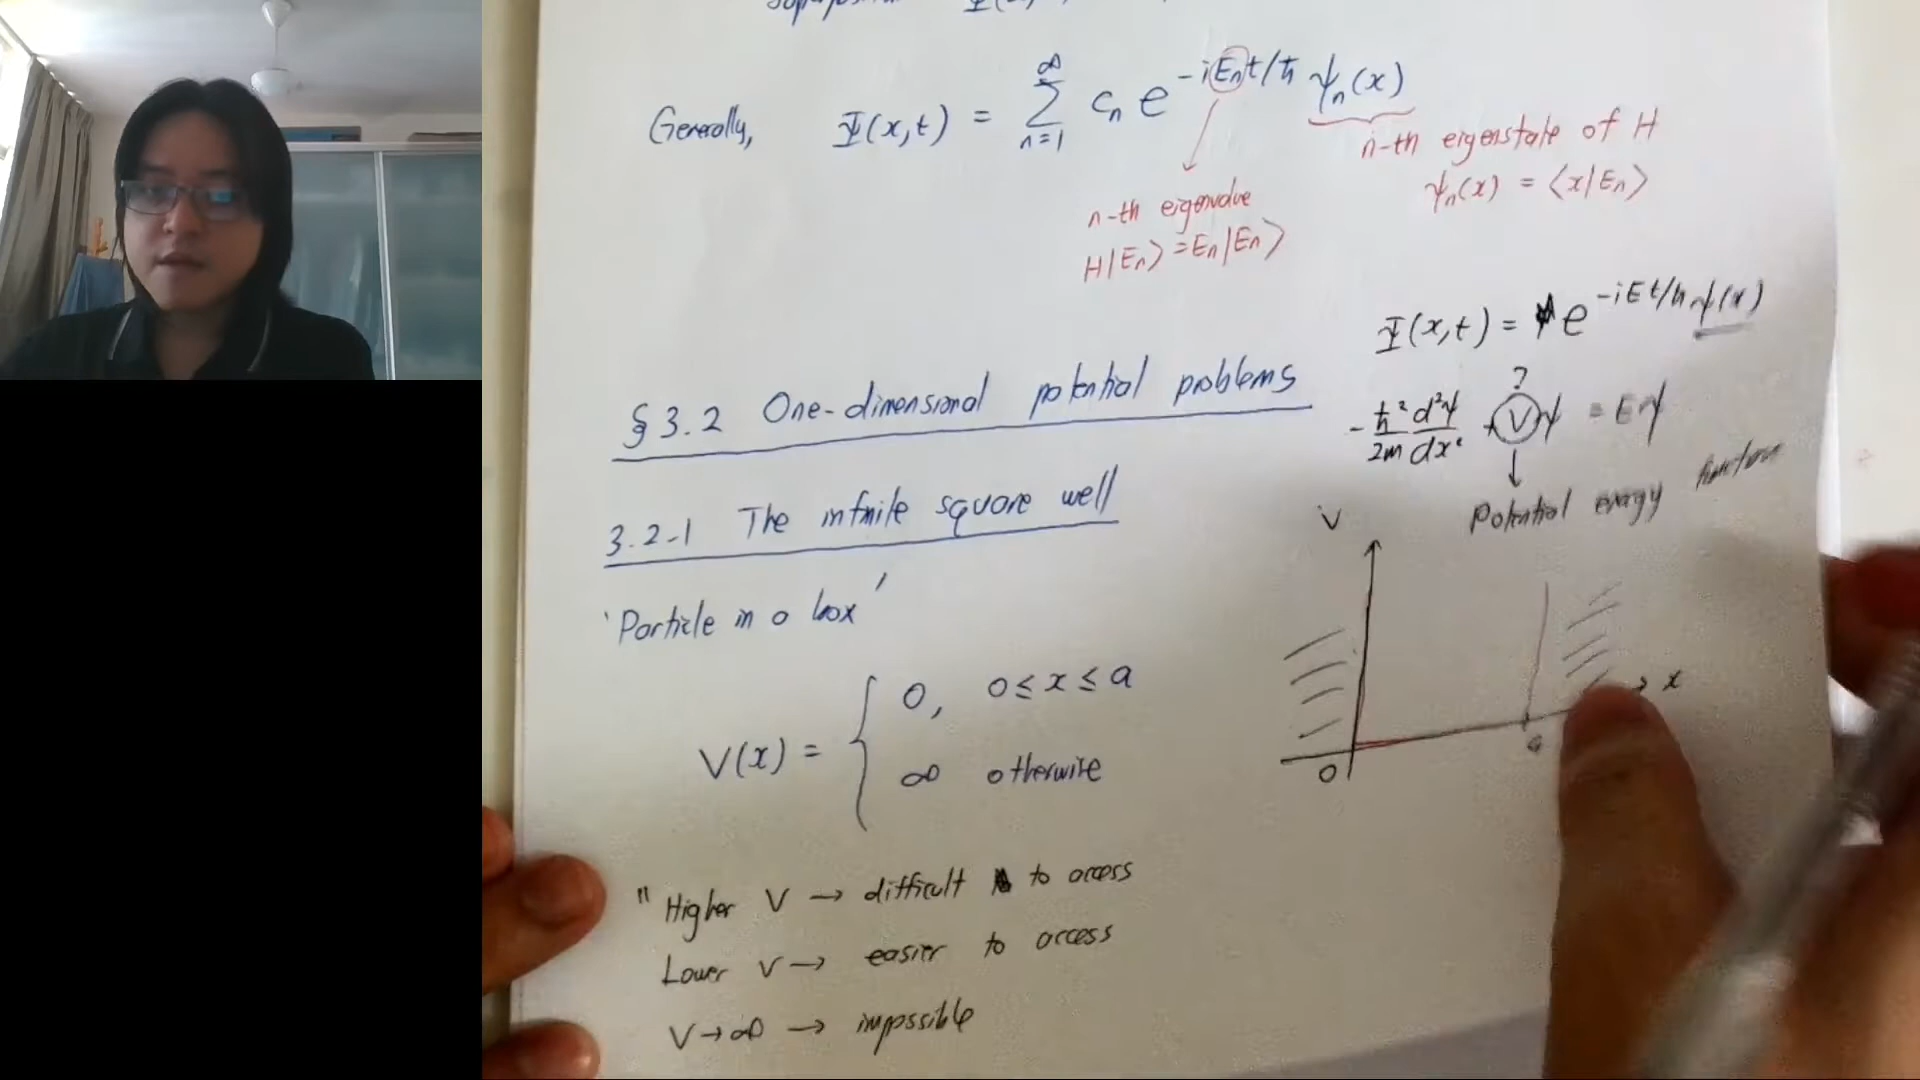 Generally, Ψ(x,t) = ∑_{n=1}^{∞} c_n e^{-iE_n t/ħ} ψ_n(x)
n-th eigenstate of H
ψ_n(x) = ⟨x|E_n⟩
n-th eigenvalue
H|E_n⟩ = E_n|E_n⟩
Ψ(x,t) = e^{-iEt/ħ} ψ(x)
§3.2 One-dimensional potential problems
?
-ħ²/2m d²ψ/dx² + Vψ = Eψ
Potential energy function
3.2.1 The infinite square well
'Particle in a box'
V
x
0
a
V(x) = { 0, 0 ≤ x ≤ a
∞ otherwise
" Higher V → difficult to access
Lower V → easier to access
V → ∞ → impossible